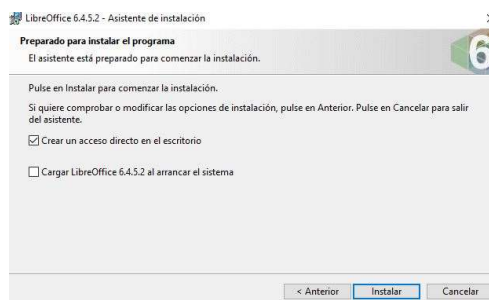 LibreOffice 6.4.5.2 - Asistente de instalación
Preparado para instalar el programa
El asistente está preparado para comenzar la instalación.
6
Pulse en Instalar para comenzar la instalación.
Si quiere comprobar o modificar las opciones de instalación, pulse en Anterior. Pulse en Cancelar para salir
del asistente.
Crear un acceso directo en el escritorio
Cargar LibreOffice 6.4.5.2 al arrancar el sistema
< Anterior Instalar Cancelar